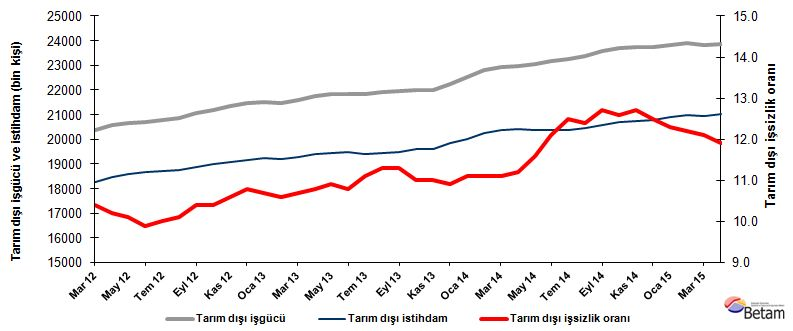 Tarım dışı İşgücü ve istihdam (bin kişi)
25000
24000
23000
22000
21000
20000
19000
18000
17000
16000
15000
15.0
14.0
13.0
12.0
11.0
10.0
9.0
Tarım dışı işsizlik oranı
Mar 12
May 12
Tem 12
Eyl 12
Kas 12
Oca 13
Mar 13
May 13
Tem 13
Eyl 13
Kas 13
Oca 14
Mar 14
May 14
Tem 14
Eyl 14
Kas 14
Oca 15
Mar 15
Tarım dışı işgücü
Tarım dışı istihdam
Tarım dışı işsizlik oranı
Betam